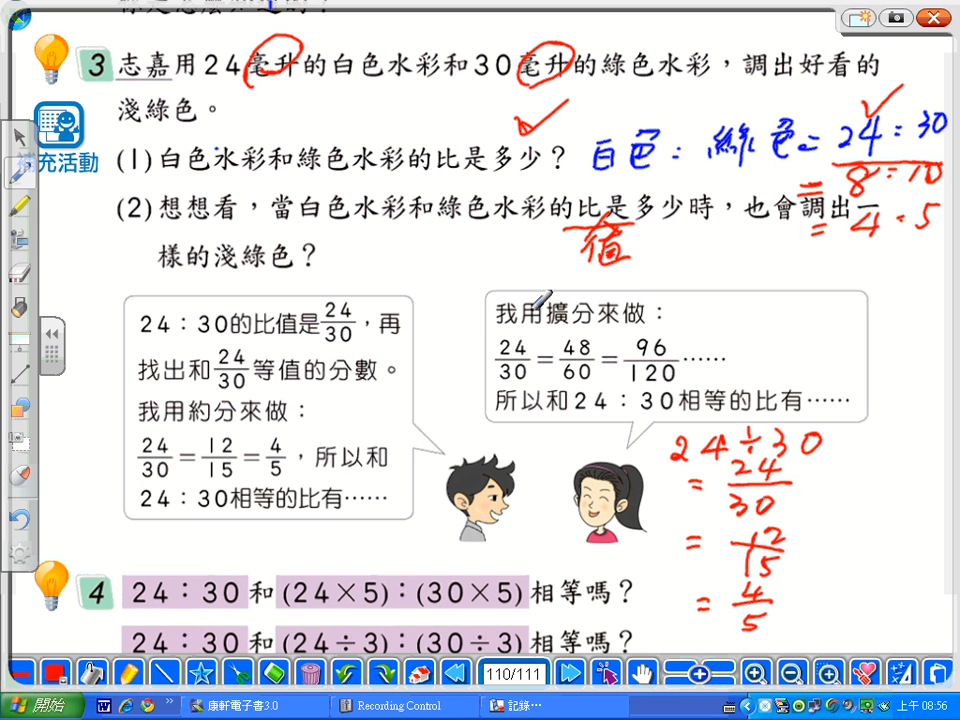 3 志嘉用24毫升的白色水彩和30毫升的綠色水彩，調出好看的
淺綠色。
補充活動
(1)白色水彩和綠色水彩的比是多少？
白色：綠色=24:30
=8:10
=4:5
(2)想想看，當白色水彩和綠色水彩的比是多少時，也會調出一
值
樣的淺綠色？
24：30的比值是24/30，再
找出和24/30等值的分數。
我用約分來做：
24/30=12/15=4/5，所以和
24：30相等的比有……
我用擴分來做：
24/30=48/60=96/120……
所以和24：30相等的比有……
24÷30
=24/30
=12/15
=4/5
4 24：30和(24×5)：(30×5)相等嗎？
24：30和(24÷3)：(30÷3)相等嗎？
110/111
開始
康軒電子書3.0
Recording Control
記錄…
上午 08:56